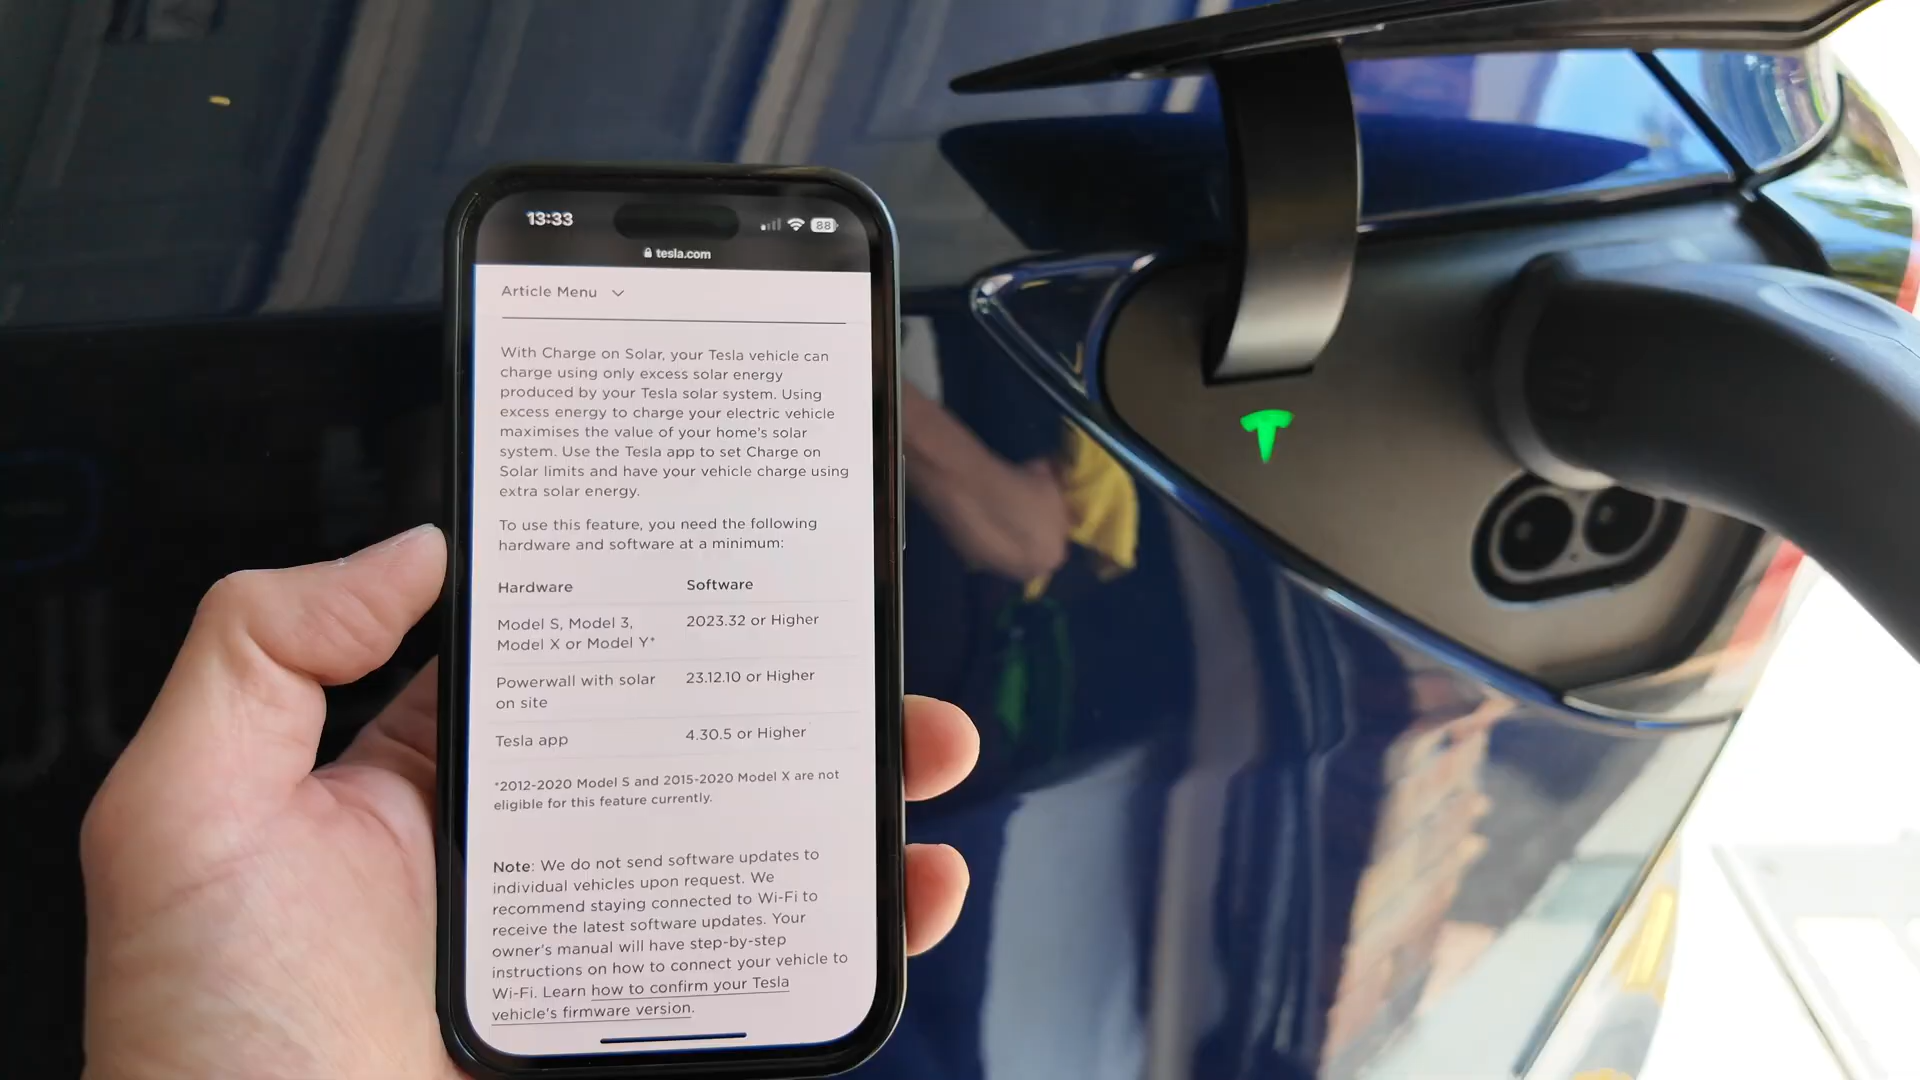 13:33
88
tesla.com
Article Menu
With Charge on Solar, your Tesla vehicle can
charge using only excess solar energy
produced by your Tesla solar system. Using
excess energy to charge your electric vehicle
maximises the value of your home's solar
system. Use the Tesla app to set Charge on
Solar limits and have your vehicle charge using
extra solar energy.
To use this feature, you need the following
hardware and software at a minimum:
Hardware Software
Model S, Model 3, 2023.32 or Higher
Model X or Model Y*
Powerwall with solar 23.12.10 or Higher
on site
Tesla app 4.30.5 or Higher
*2012-2020 Model S and 2015-2020 Model X are not
eligible for this feature currently.
Note: We do not send software updates to
individual vehicles upon request. We
recommend staying connected to Wi-Fi to
receive the latest software updates. Your
owner's manual will have step-by-step
instructions on how to connect your vehicle to
Wi-Fi. Learn how to confirm your Tesla
vehicle's firmware version.